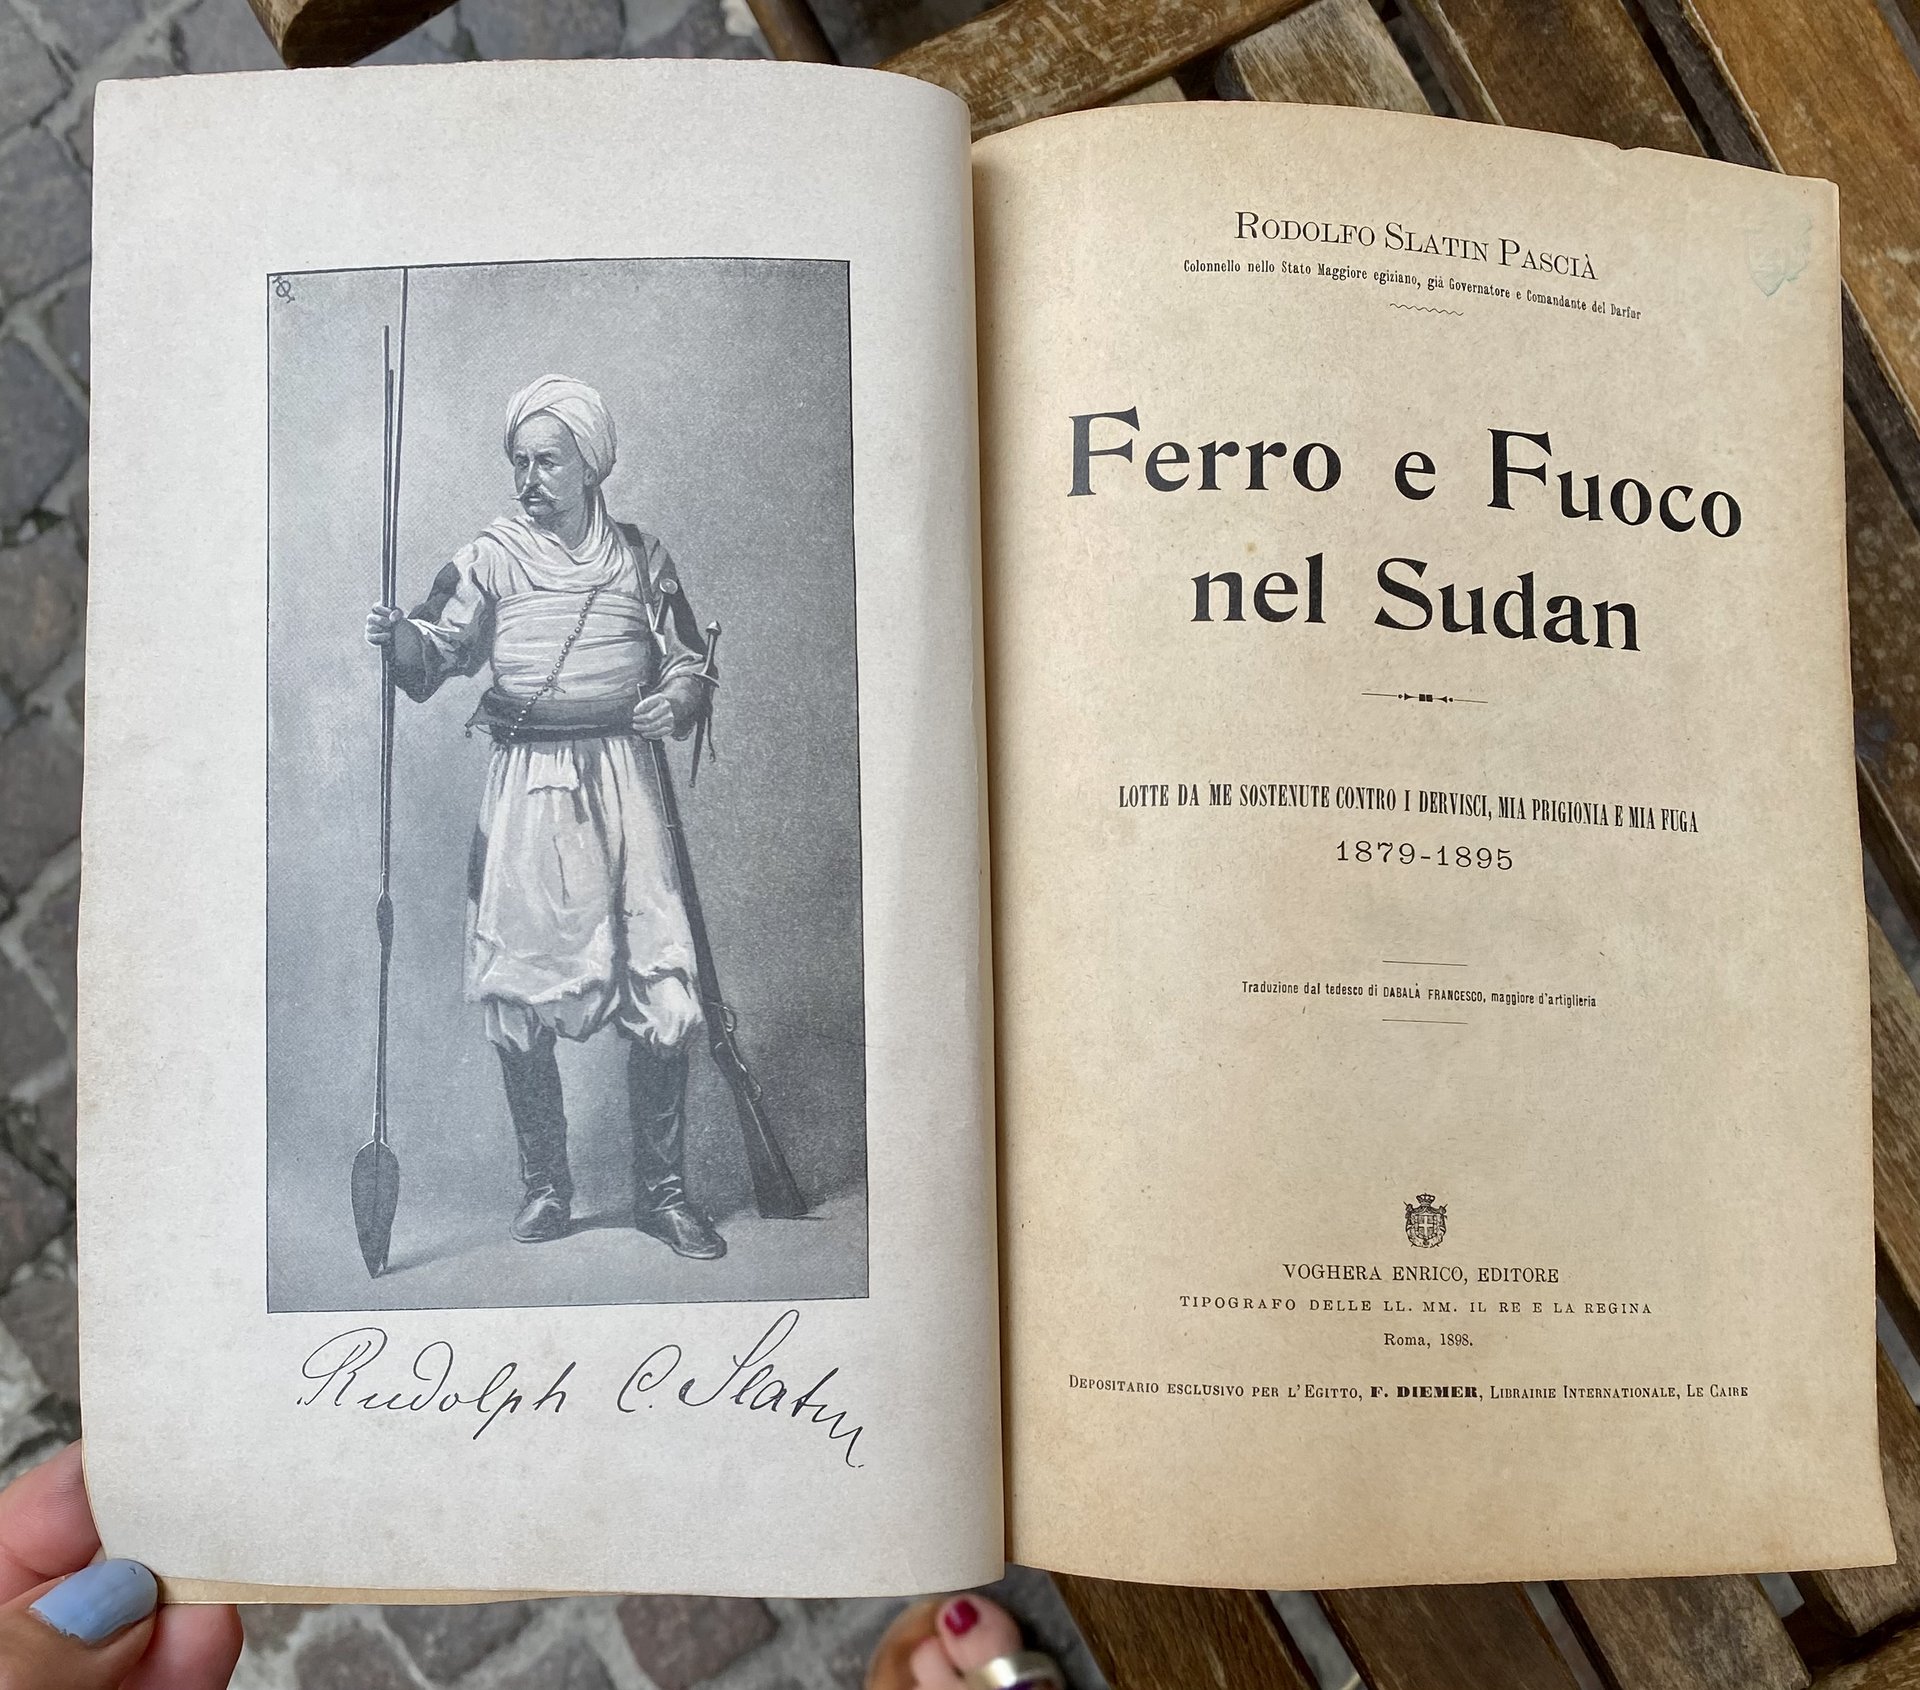 Rudolph C. Slatin
RODOLFO SLATIN PASCIÀ
Colonnello nello Stato Maggiore egiziano, già Governatore e Comandante del Darfur
Ferro e Fuoco
nel Sudan
LOTTE DA ME SOSTENUTE CONTRO I DERVISCI, MIA PRIGIONIA E MIA FUGA
1879-1895
Traduzione dal tedesco di DABALÀ FRANCESCO, maggiore d'artiglieria
VOGHERA ENRICO, EDITORE
TIPOGRAFO DELLE LL. MM. IL RE E LA REGINA
Roma, 1898.
DEPOSITARIO ESCLUSIVO PER L'EGITTO, F. DIEMER, LIBRAIRIE INTERNATIONALE, LE CAIRE